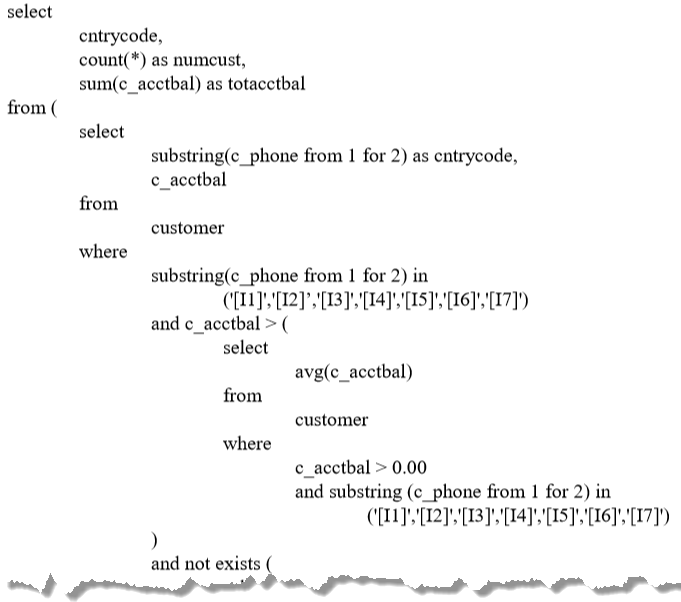 select
cntrycode,
count(*) as numcust,
sum(c_acctbal) as totacctbal
from (
select
substring(c_phone from 1 for 2) as cntrycode,
c_acctbal
from
customer
where
substring(c_phone from 1 for 2) in
('[I1]','[I2]’,'[I3]','[I4]','[I5]','[I6]','[I7]')
and c_acctbal > (
select
avg(c_acctbal)
from
customer
where
c_acctbal > 0.00
and substring (c_phone from 1 for 2) in
('[I1]','[I2]','[I3]','[I4]','[I5]','[I6]','[I7]')
)
and not exists (